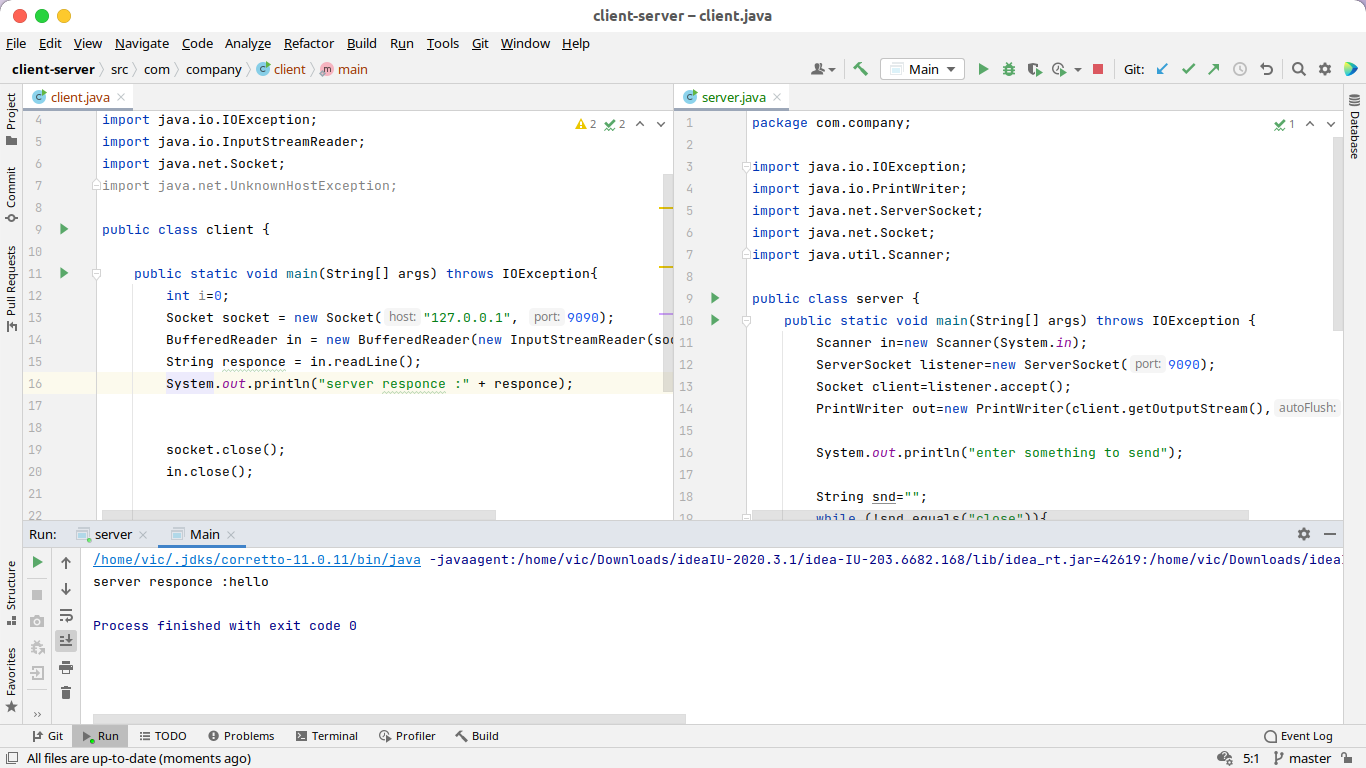 client-server – client.java
File Edit View Navigate Code Analyze Refactor Build Run Tools Git Window Help
client-server src com company client main Main Git:
Project
Commit
Pull Requests
Structure
Favorites
client.java
4 import java.io.IOException;
2 2
5 import java.io.InputStreamReader;
6 import java.net.Socket;
7 import java.net.UnknownHostException;
8
9 public class client {
10
11 public static void main(String[] args) throws IOException{
12 int i=0;
13 Socket socket = new Socket( host: "127.0.0.1", port: 9090);
14 BufferedReader in = new BufferedReader(new InputStreamReader(soc
15 String responce = in.readLine();
16 System.out.println("server responce :" + responce);
17
18
19 socket.close();
20 in.close();
21
22
server.java
1 package com.company;
1
2
3 import java.io.IOException;
4 import java.io.PrintWriter;
5 import java.net.ServerSocket;
6 import java.net.Socket;
7 import java.util.Scanner;
8
9 public class server {
10 public static void main(String[] args) throws IOException {
11 Scanner in=new Scanner(System.in);
12 ServerSocket listener=new ServerSocket( port: 9090);
13 Socket client=listener.accept();
14 PrintWriter out=new PrintWriter(client.getOutputStream(), autoFlush:
15
16 System.out.println("enter something to send");
17
18 String snd="";
19 while (!snd.equals("close")){
Database
Run: server Main
/home/vic/.jdks/corretto-11.0.11/bin/java -javaagent:/home/vic/Downloads/ideaIU-2020.3.1/idea-IU-203.6682.168/lib/idea_rt.jar=42619:/home/vic/Downloads/idea
server responce :hello
Process finished with exit code 0
Git Run TODO Problems Terminal Profiler Build Event Log
All files are up-to-date (moments ago) 5:1 master